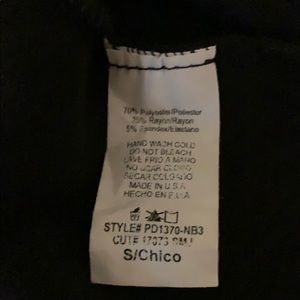 70% Polyester/Poliester
25% Rayon/Rayon
5% Spandex/Elastano
HAND WASH COLD
DO NOT BLEACH
LAVE FRIO A MANO
NO USAR CLORO
SECAR COLGADO
MADE IN U.S.A
HECHO EN E.U.A
STYLE# PD1370-NB3
CUT#
S/Chico